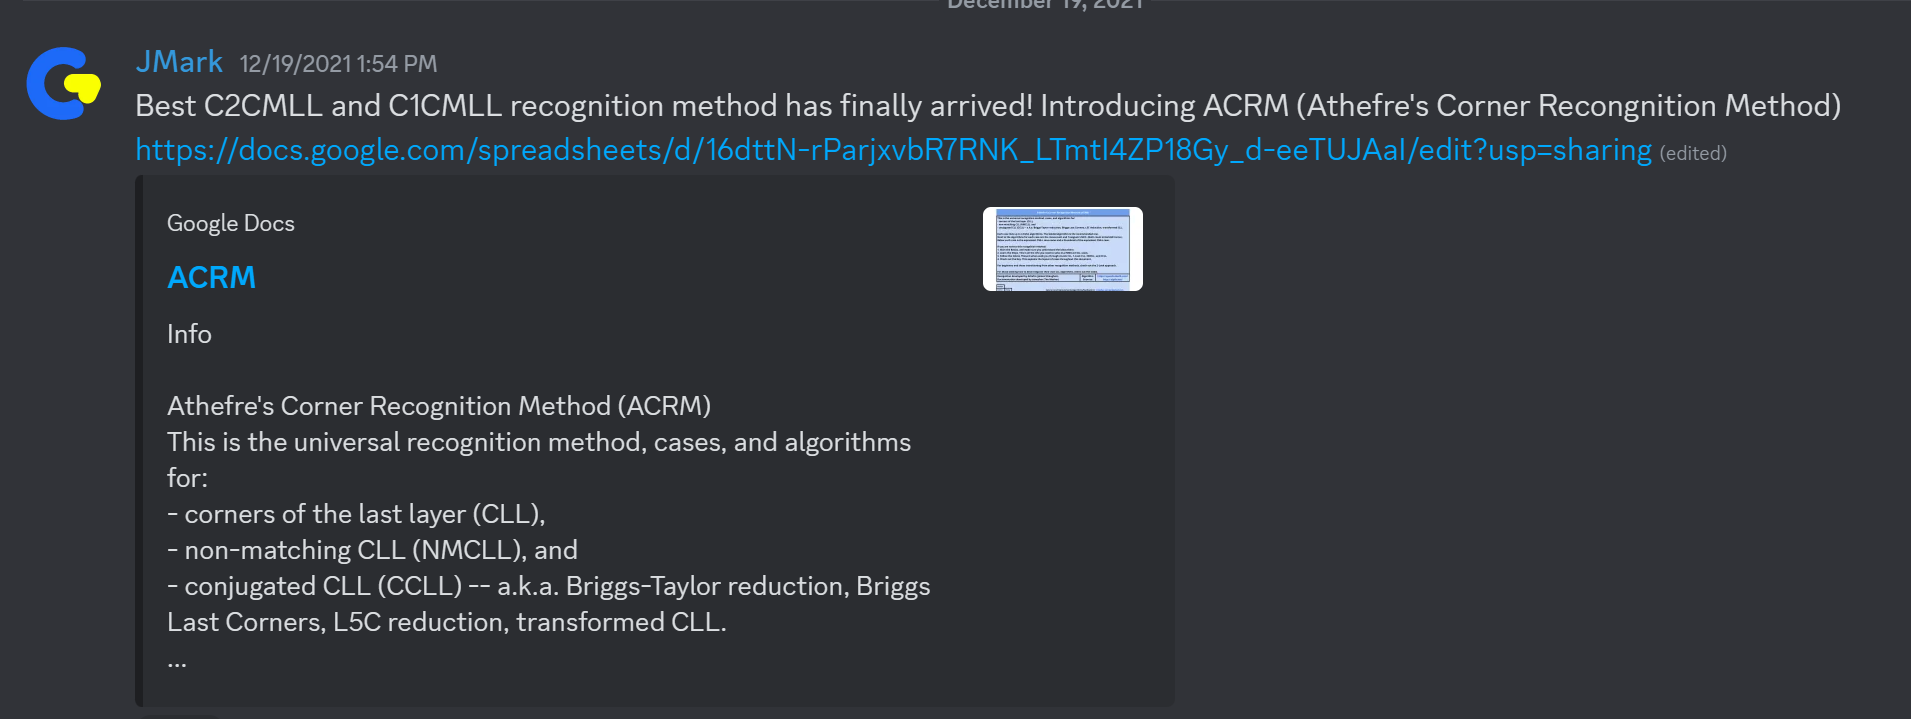 December 19, 2021
JMark 12/19/2021 1:54 PM
Best C2CMLL and C1CMLL recognition method has finally arrived! Introducing ACRM (Athefre's Corner Recongnition Method)
https://docs.google.com/spreadsheets/d/16dttN-rParjxvbR7RNK_LTmtI4ZP18Gy_d-eeTUJAaI/edit?usp=sharing (edited)
Google Docs
ACRM
Info
Athefre's Corner Recognition Method (ACRM)
This is the universal recognition method, cases, and algorithms
for:
- corners of the last layer (CLL),
- non-matching CLL (NMCLL), and
- conjugated CLL (CCLL) -- a.k.a. Briggs-Taylor reduction, Briggs
Last Corners, L5C reduction, transformed CLL.
...